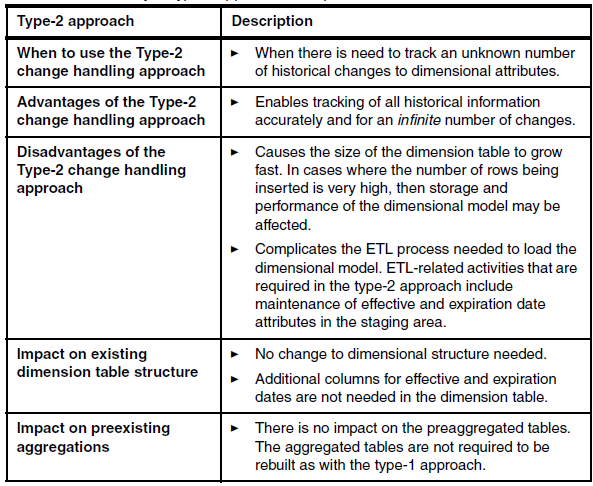 Type-2 approach
Description
When to use the Type-2
change handling approach
► When there is need to track an unknown number
of historical changes to dimensional attributes.
Advantages of the Type-2
change handling approach
► Enables tracking of all historical information
accurately and for an infinite number of changes.
Disadvantages of the
Type-2 change handling
approach
► Causes the size of the dimension table to grow
fast. In cases where the number of rows being
inserted is very high, then storage and
performance of the dimensional model may be
affected.
► Complicates the ETL process needed to load the
dimensional model. ETL-related activities that are
required in the type-2 approach include
maintenance of effective and expiration date
attributes in the staging area.
Impact on existing
dimension table structure
► No change to dimensional structure needed.
► Additional columns for effective and expiration
dates are not needed in the dimension table.
Impact on preexisting
aggregations
► There is no impact on the preaggregated tables.
The aggregated tables are not required to be
rebuilt as with the type-1 approach.